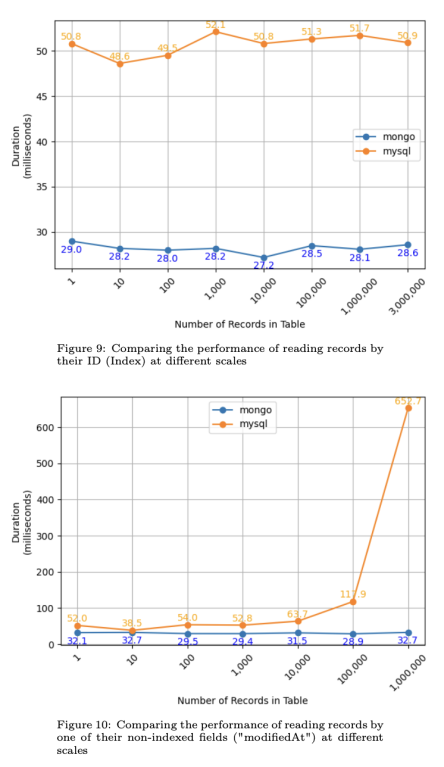 50.8 48.6 49.5 52.1 50.8 51.3 51.7 50.9
50
45
40
35
30
mongo
mysql
29.0 28.2 28.0 28.2 27.2 28.5 28.1 28.6
Duration
(milliseconds)
1 10 100 1,000 10,000 100,000 1,000,000 3,000,000
Number of Records in Table
Figure 9: Comparing the performance of reading records by
their ID (Index) at different scales
mongo
mysql
600
500
400
300
200
100
0
52.0 38.5 54.0 52.8 63.7 652.7
32.1 32.7 29.5 29.4 31.5 28.9 32.7
Duration
(milliseconds)
1 10 100 1,000 10,000 100,000 1,000,000
Number of Records in Table
Figure 10: Comparing the performance of reading records by
one of their non-indexed fields ("modifiedAt") at different
scales